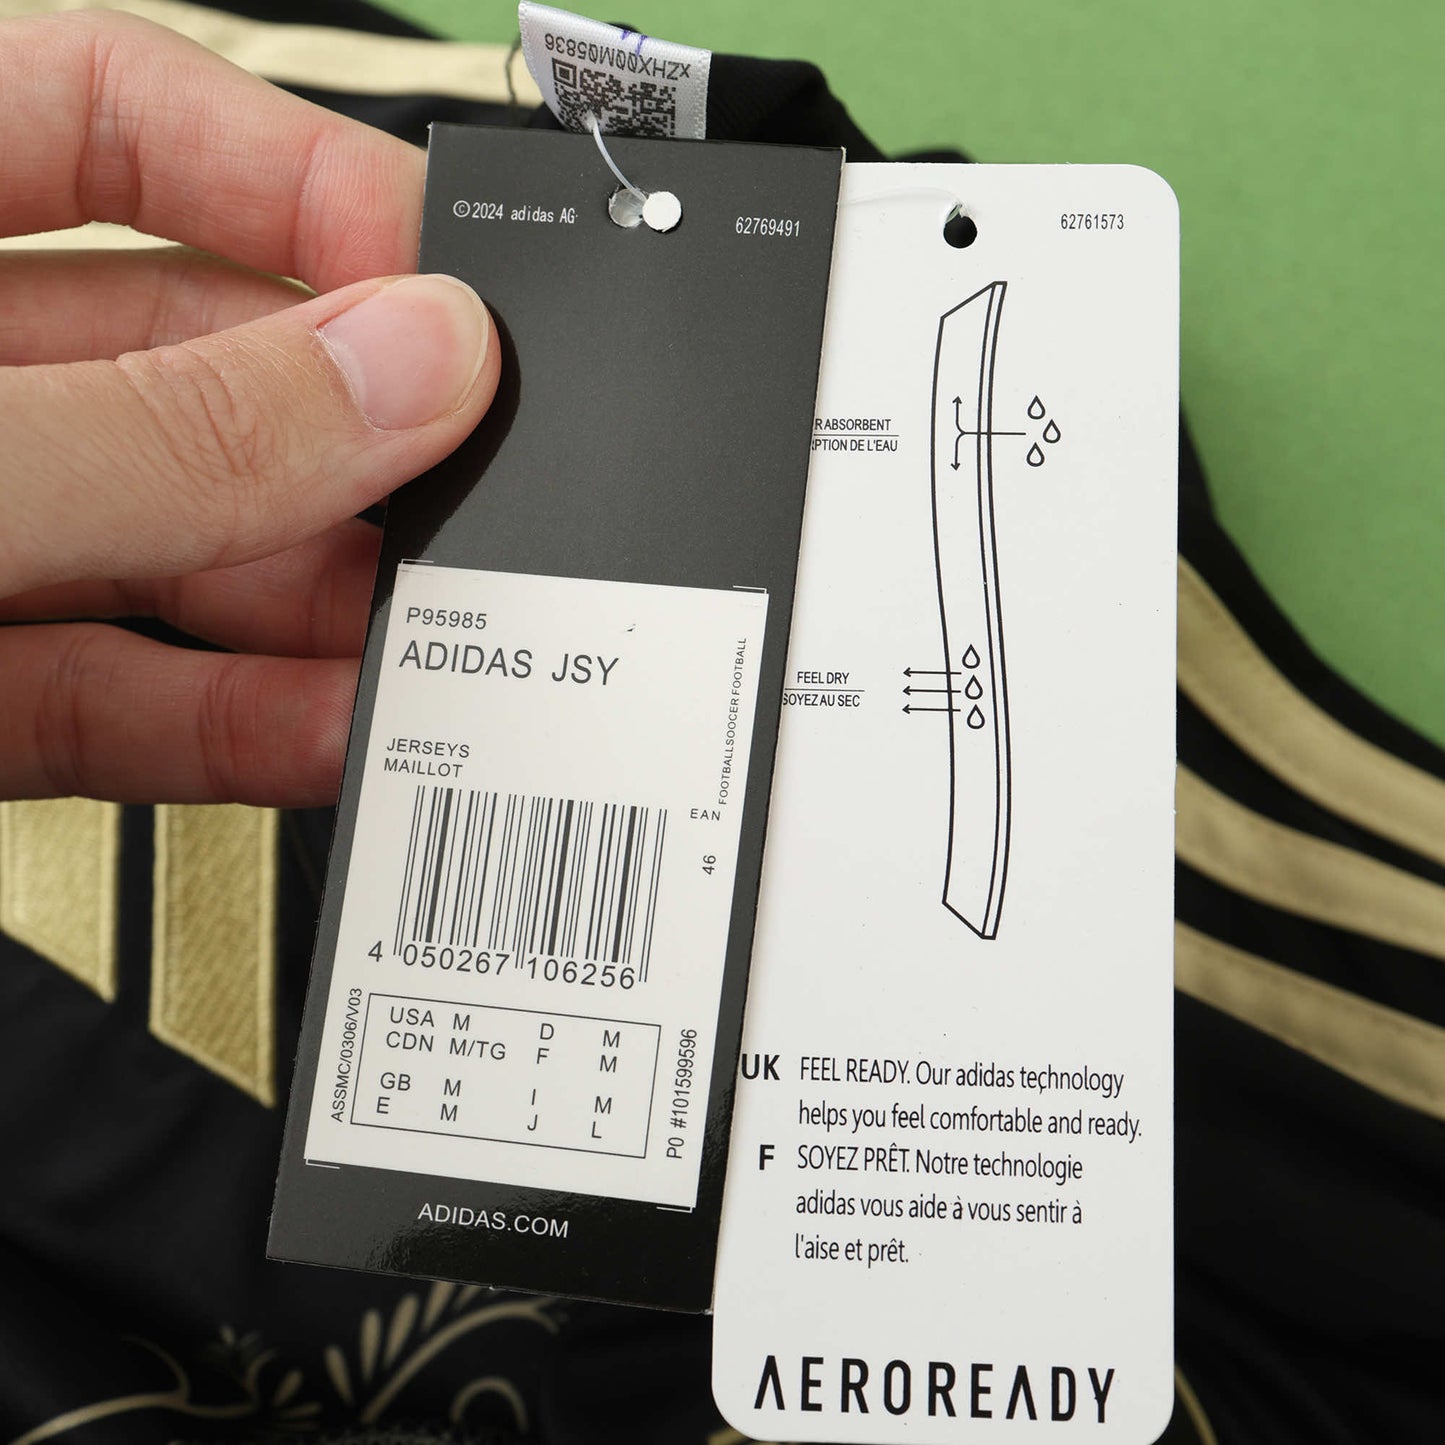 xZHXQQMQ5836
©2024 adidas AG
62769491
P95985
ADIDAS JSY
FOOTBALLSOCCER FOOTBALL
JERSEYS
MAILLOT
EAN
46
4 050267 106256
ASSMC/0306/V03
USA M D M
CDN M/TG F M
GB M I M
E M J L
PO #101599596
ADIDAS.COM
62761573
R ABSORBENT
PTION DE L'EAU
FEEL DRY
SOYEZ AU SEC
UK FEEL READY. Our adidas technology
helps you feel comfortable and ready.
F SOYEZ PRÊT. Notre technologie
adidas vous aide à vous sentir à
l'aise et prêt.
AEROREADY